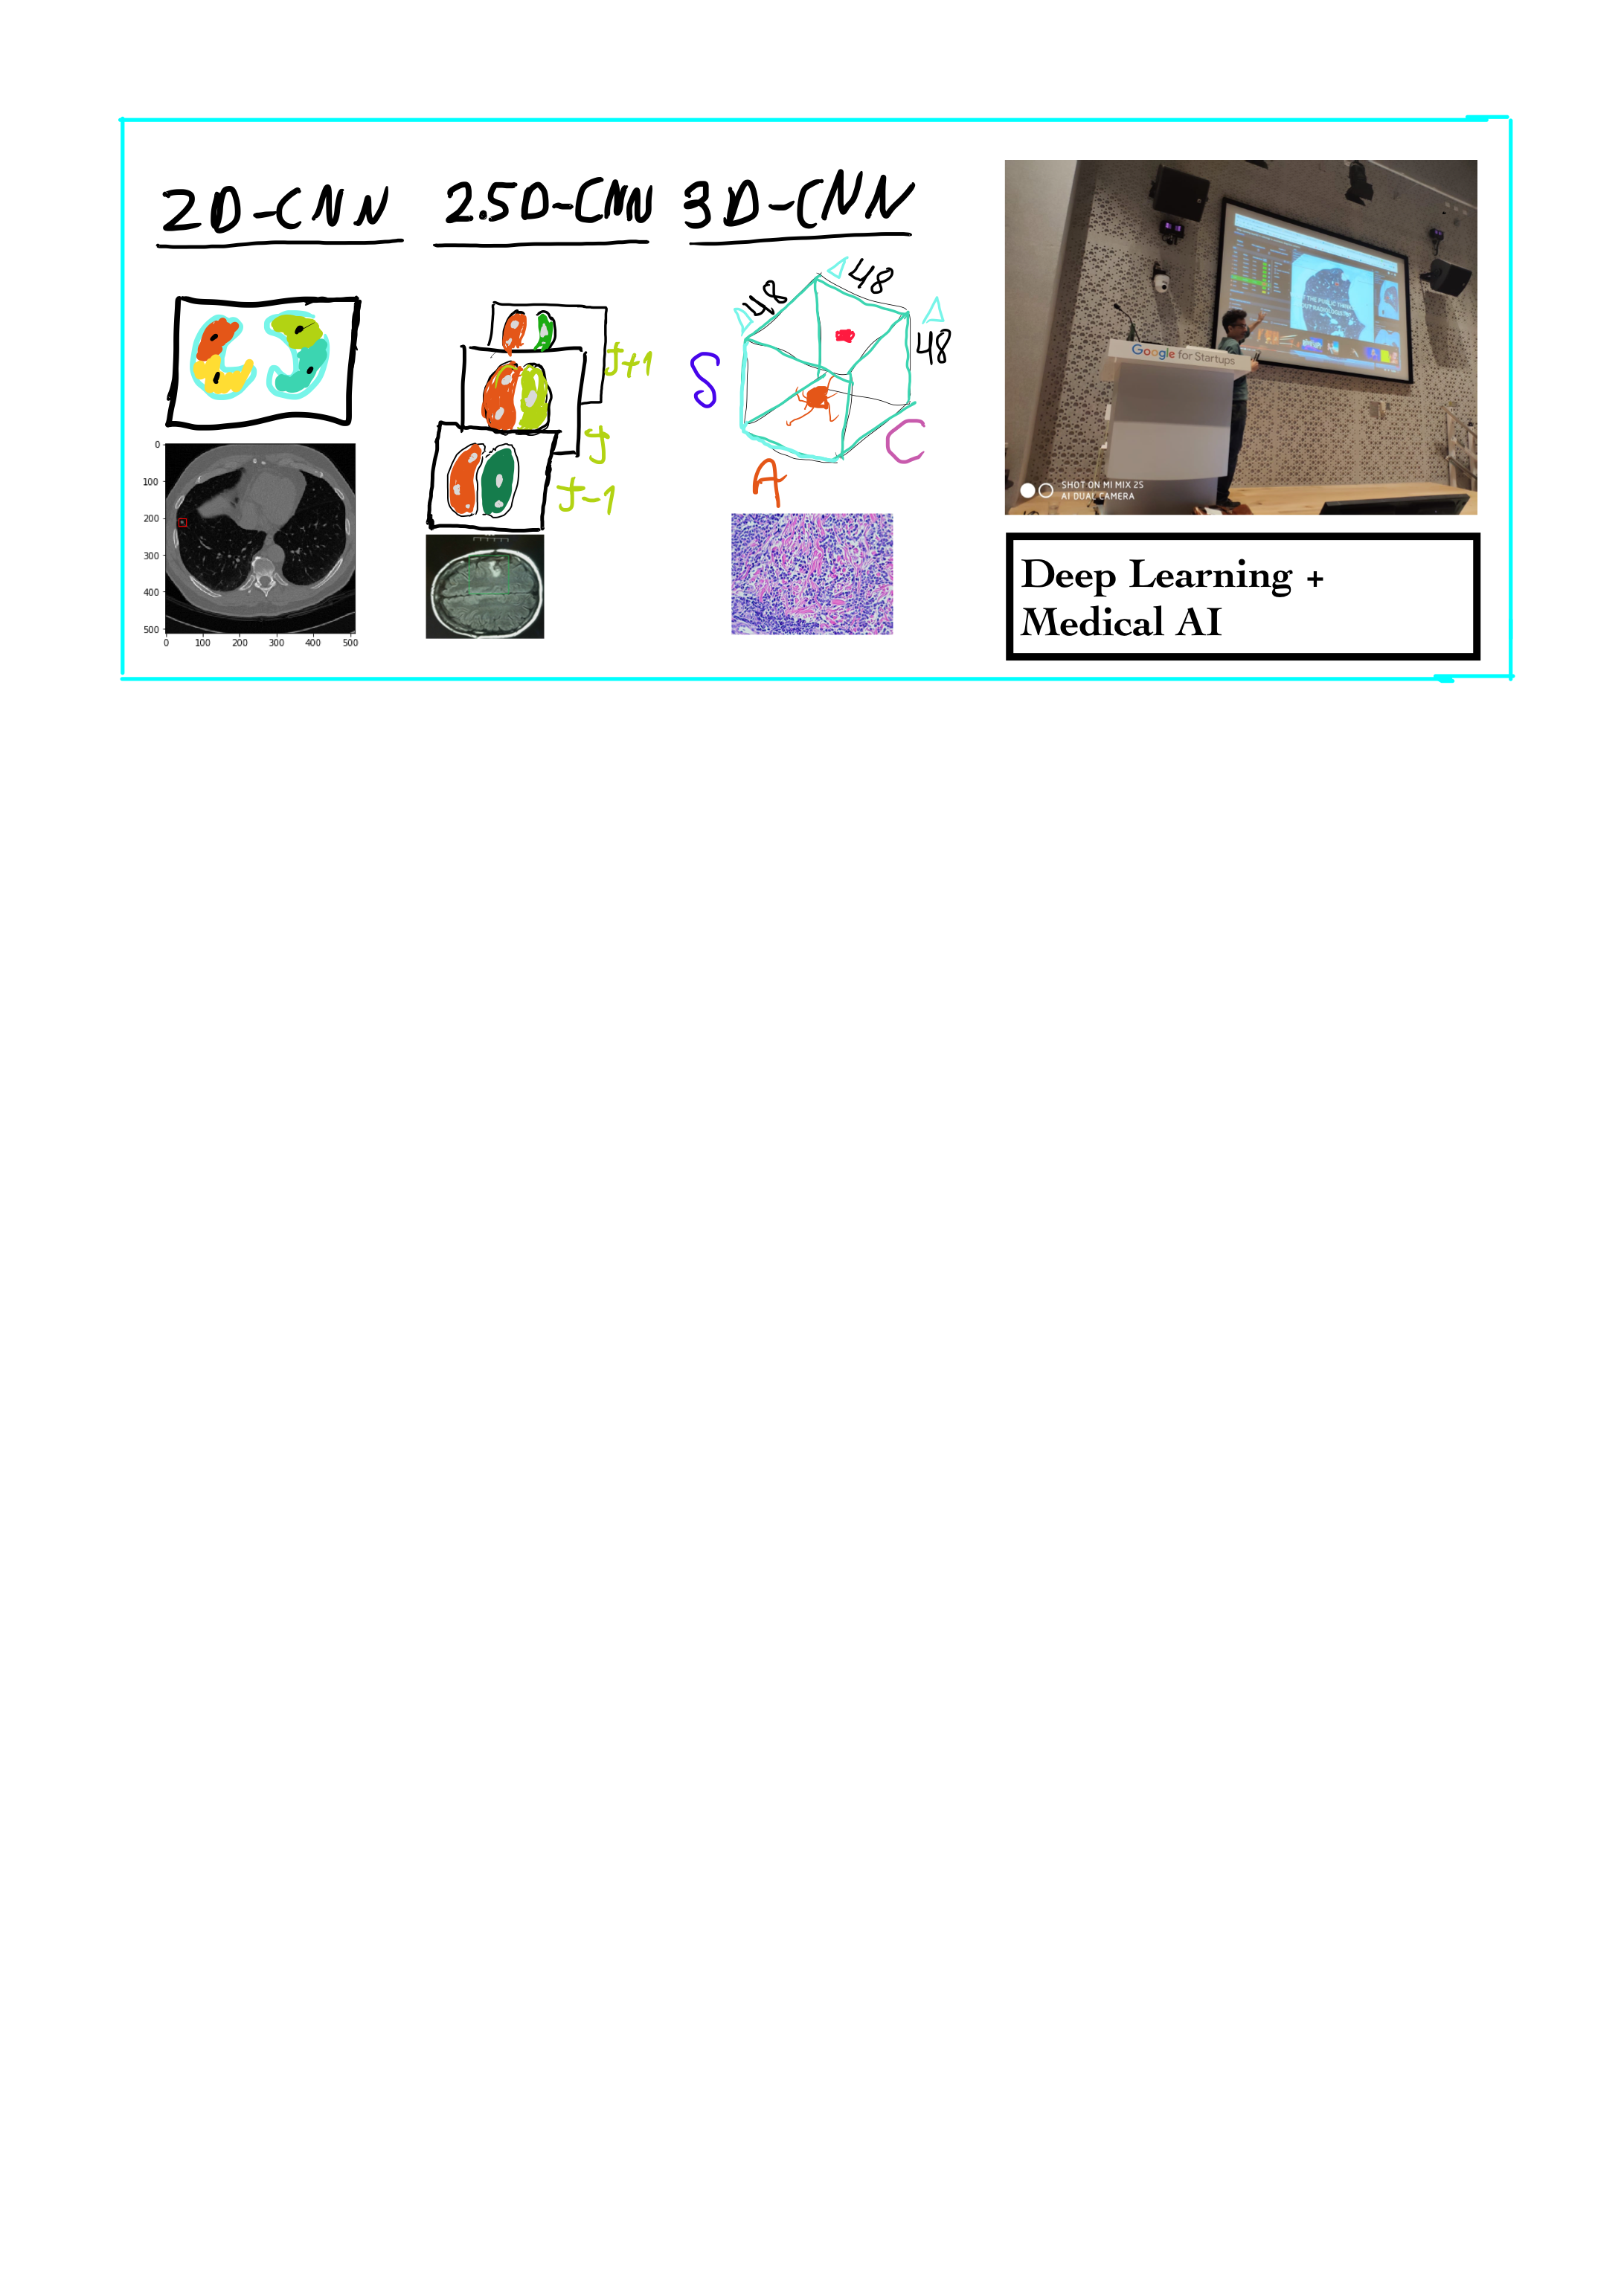 2D-CNN
2.5D-CNN
3D-CNN
48
48
48
S
A
C
J+1
J
J-1
0
100
200
300
400
500
0
100
200
300
400
500
Google for Startups
SHOT ON MI MIX 2S
AI DUAL CAMERA
Deep Learning +
Medical AI